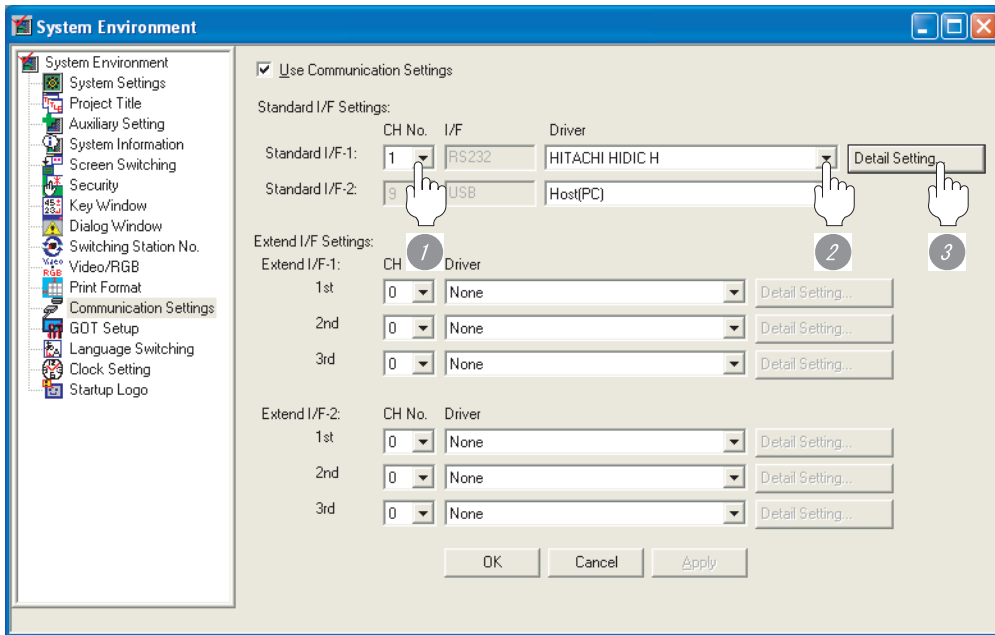 System Environment
System Environment
System Settings
Project Title
Auxiliary Setting
System Information
Screen Switching
Security
Key Window
Dialog Window
Switching Station No.
Video/RGB
Print Format
Communication Settings
GOT Setup
Language Switching
Clock Setting
Startup Logo
Use Communication Settings
Standard I/F Settings:
CH No. I/F Driver
Standard I/F-1: 1 RS232 HITACHI HIDIC H Detail Setting...
Standard I/F-2: 9 USB Host(PC)
1 2 3
Extend I/F Settings:
Extend I/F-1: CH Driver
1st 0 None Detail Setting...
2nd 0 None Detail Setting...
3rd 0 None Detail Setting...
Extend I/F-2: CH No. Driver
1st 0 None Detail Setting...
2nd 0 None Detail Setting...
3rd 0 None Detail Setting...
OK Cancel Apply